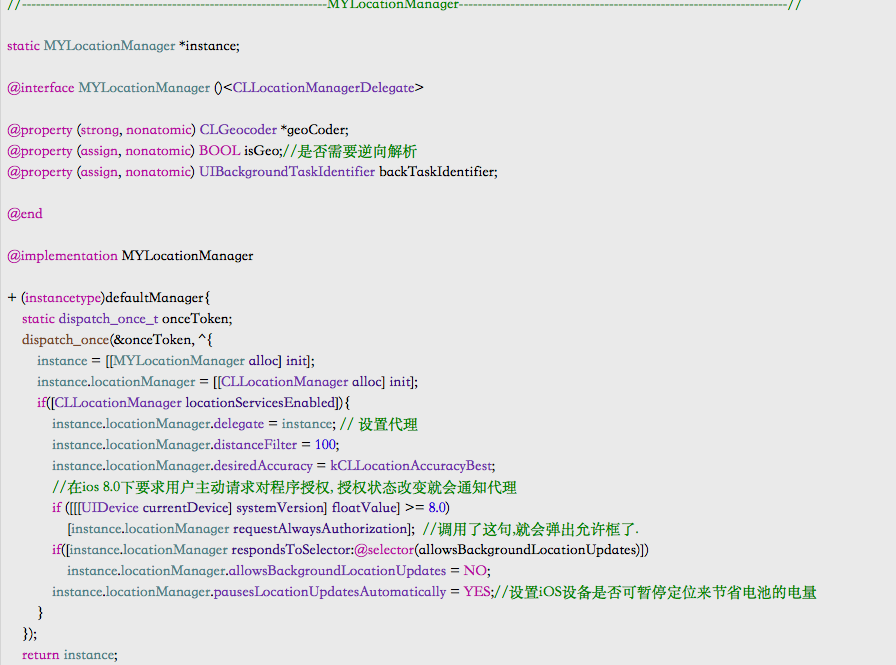 //------------------------------------------------------------------MYLocationManager----------------------------------------------------------------------//
static MYLocationManager *instance;
@interface MYLocationManager ()<CLLocationManagerDelegate>
@property (strong, nonatomic) CLGeocoder *geoCoder;
@property (assign, nonatomic) BOOL isGeo;//是否需要逆向解析
@property (assign, nonatomic) UIBackgroundTaskIdentifier backTaskIdentifier;
@end
@implementation MYLocationManager
+ (instancetype)defaultManager{
static dispatch_once_t onceToken;
dispatch_once(&onceToken, ^{
instance = [[MYLocationManager alloc] init];
instance.locationManager = [[CLLocationManager alloc] init];
if([CLLocationManager locationServicesEnabled]){
instance.locationManager.delegate = instance; // 设置代理
instance.locationManager.distanceFilter = 100;
instance.locationManager.desiredAccuracy = kCLLocationAccuracyBest;
//在ios 8.0下要求用户主动请求对程序授权, 授权状态改变就会通知代理
if ([[[UIDevice currentDevice] systemVersion] floatValue] >= 8.0)
[instance.locationManager requestAlwaysAuthorization]; //调用了这句,就会弹出允许框了.
if([instance.locationManager respondsToSelector:@selector(allowsBackgroundLocationUpdates)])
instance.locationManager.allowsBackgroundLocationUpdates = NO;
instance.locationManager.pausesLocationUpdatesAutomatically = YES;//设置iOS设备是否可暂停定位来节省电池的电量
}
});
return instance;